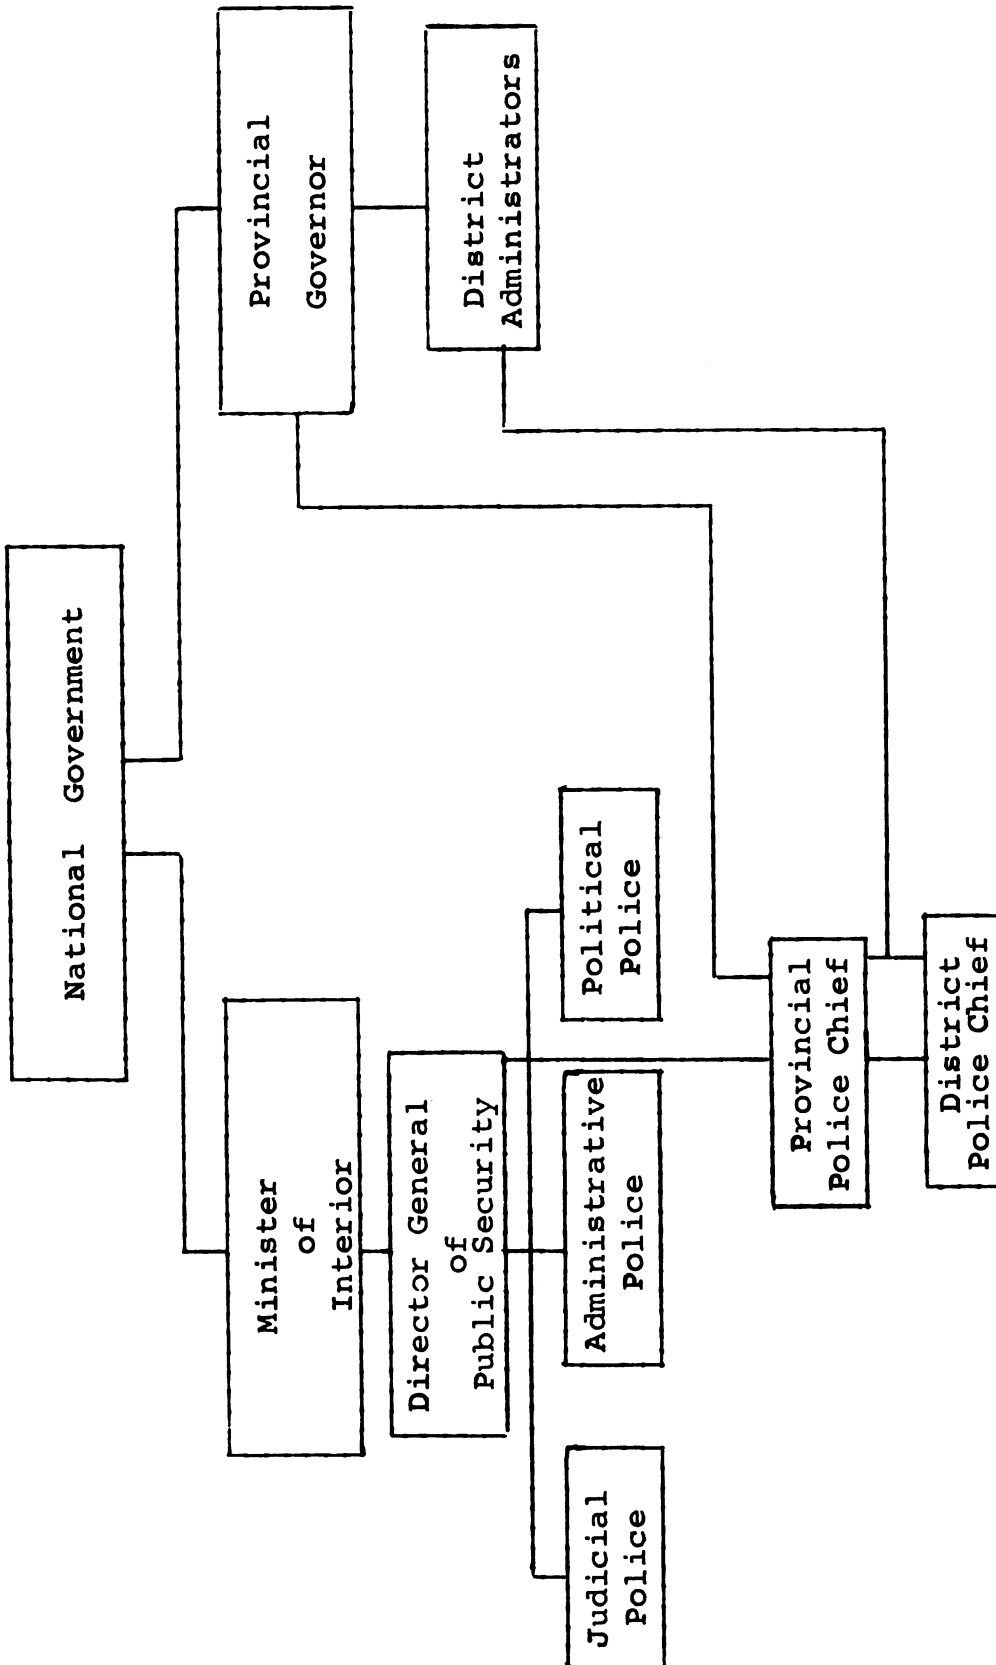 National Government
Minister
of
Interior
Provincial
Governor
Director General
of
Public Security
District
Administrators
Judicial
Police
Administrative
Police
Political
Police
Provincial
Police Chief
District
Police Chief